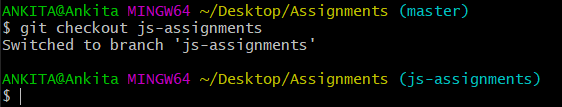 ANKITA@Ankita MINGW64 ~/Desktop/Assignments (master)
$ git checkout js-assignments
Switched to branch 'js-assignments'
ANKITA@Ankita MINGW64 ~/Desktop/Assignments (js-assignments)
$